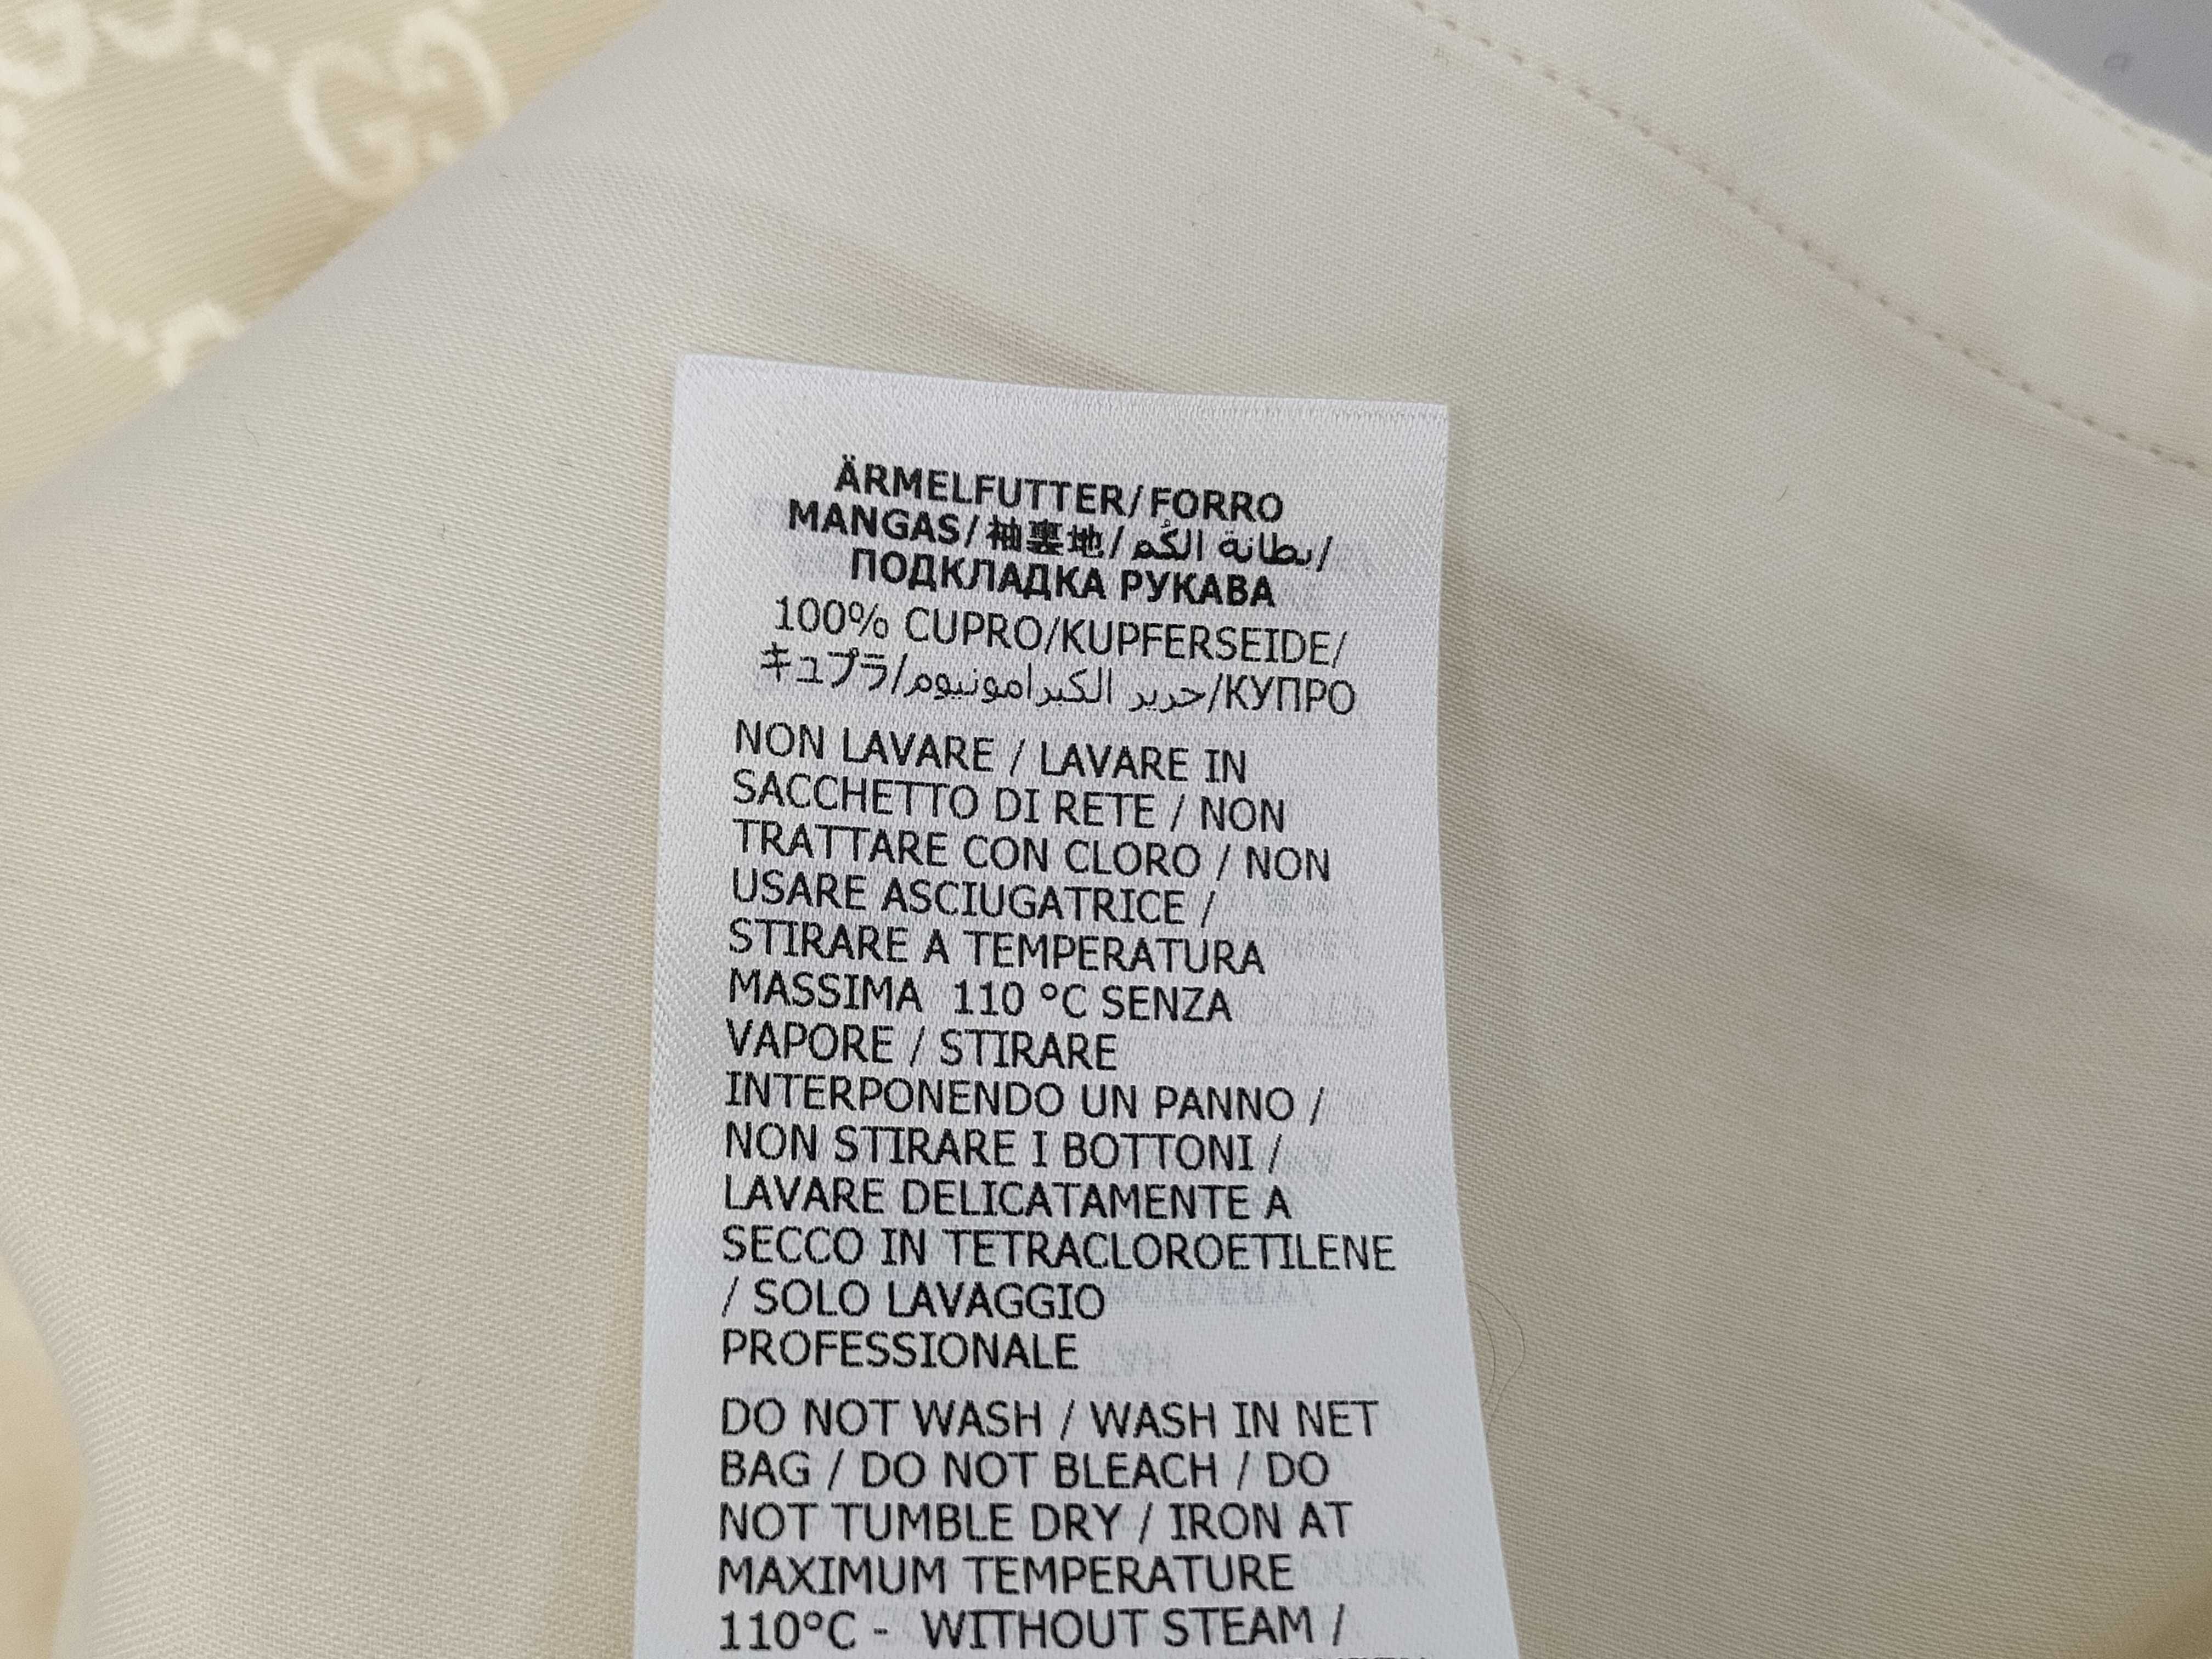 ÄRMELFUTTER/FORRO
MANGAS/袖裏地/بطانة الكُم/
ПОДКЛАДКА РУКАВА
100% CUPRO/KUPFERSEIDE/
キュプラ/حرير الكبرامونيوم/КУПРО
NON LAVARE / LAVARE IN
SACCHETTO DI RETE / NON
TRATTARE CON CLORO / NON
USARE ASCIUGATRICE /
STIRARE A TEMPERATURA
MASSIMA 110 °C SENZA
VAPORE / STIRARE
INTERPONENDO UN PANNO /
NON STIRARE I BOTTONI /
LAVARE DELICATAMENTE A
SECCO IN TETRACLOROETILENE
/ SOLO LAVAGGIO
PROFESSIONALE
DO NOT WASH / WASH IN NET
BAG / DO NOT BLEACH / DO
NOT TUMBLE DRY / IRON AT
MAXIMUM TEMPERATURE
110°C - WITHOUT STEAM /